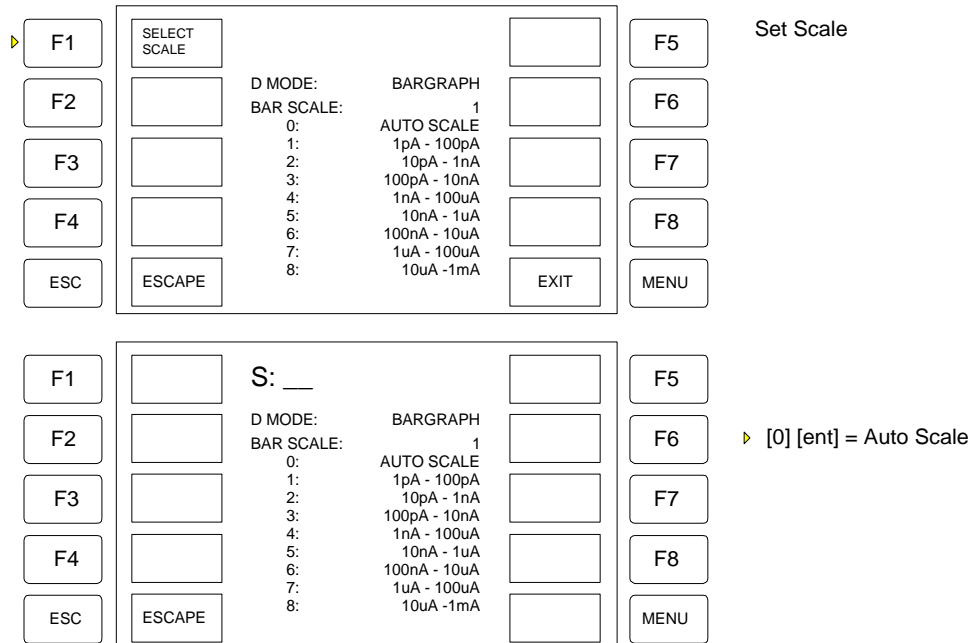 Set Scale
F1
SELECT
SCALE
F5
F2
D MODE: BARGRAPH
F6
BAR SCALE: 1
0: AUTO SCALE
1: 1pA - 100pA
F3
2: 10pA - 1nA
F7
3: 100pA - 10nA
4: 1nA - 100uA
F4
5: 10nA - 1uA
F8
6: 100nA - 10uA
7: 1uA - 100uA
8: 10uA -1mA
ESC
ESCAPE
EXIT
MENU
F1
S: __
F5
F2
D MODE: BARGRAPH
F6
[0] [ent] = Auto Scale
BAR SCALE: 1
0: AUTO SCALE
1: 1pA - 100pA
F3
2: 10pA - 1nA
F7
3: 100pA - 10nA
4: 1nA - 100uA
F4
5: 10nA - 1uA
F8
6: 100nA - 10uA
7: 1uA - 100uA
8: 10uA -1mA
ESC
ESCAPE
MENU